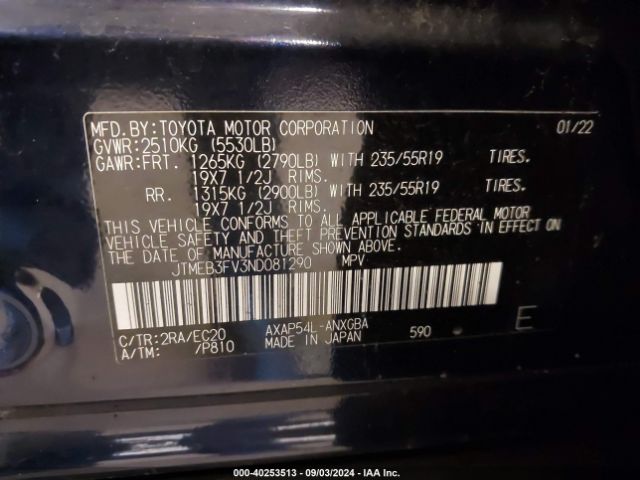 MFD.BY:TOYOTA MOTOR CORPORATION 01/22
GVWR:2510KG (5530LB)
GAWR:FRT. 1265KG (2790LB) WITH 235/55R19 TIRES.
19X7 1/2J RIMS.
RR. 1315KG (2900LB) WITH 235/55R19 TIRES.
19X7 1/2J RIMS.
THIS VEHICLE CONFORMS TO ALL APPLICABLE FEDERAL MOTOR
VEHICLE SAFETY AND THEFT PREVENTION STANDARDS IN EFFECT ON
THE DATE OF MANUFACTURE SHOWN ABOVE.
JTMEB3FV3ND081290 MPV
C/TR:2RA/EC20 AXAP54L-ANXGBA 590 E
A/TM: /P810 MADE IN JAPAN
000-40253513 - 09/03/2024 - IAA Inc.